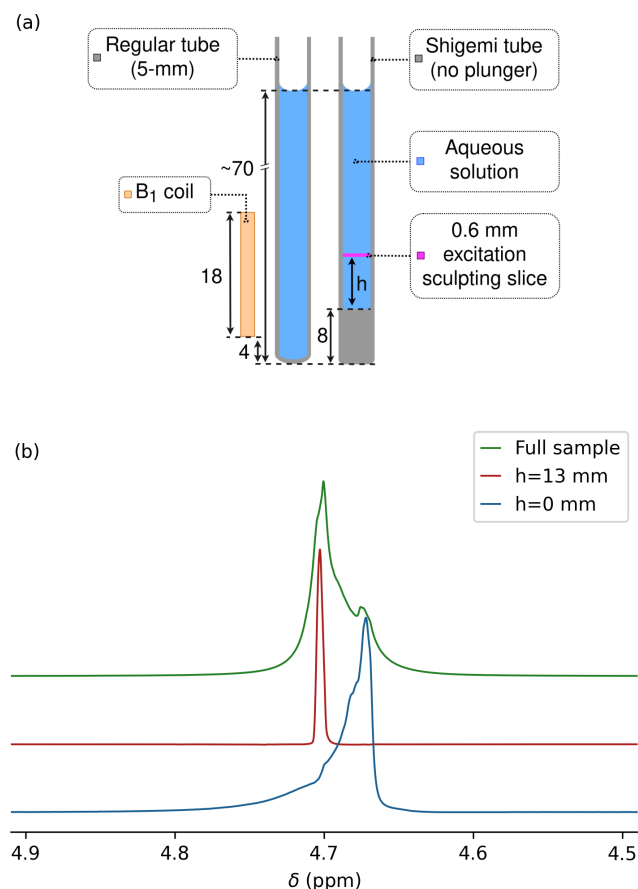 (a)
Regular tube
(5-mm)
Shigemi tube
(no plunger)
~70
Aqueous
solution
B1 coil
0.6 mm
excitation
sculpting slice
18
h
8
4
(b)
Full sample
h=13 mm
h=0 mm
4.9
4.8
4.7
4.6
4.5
δ (ppm)